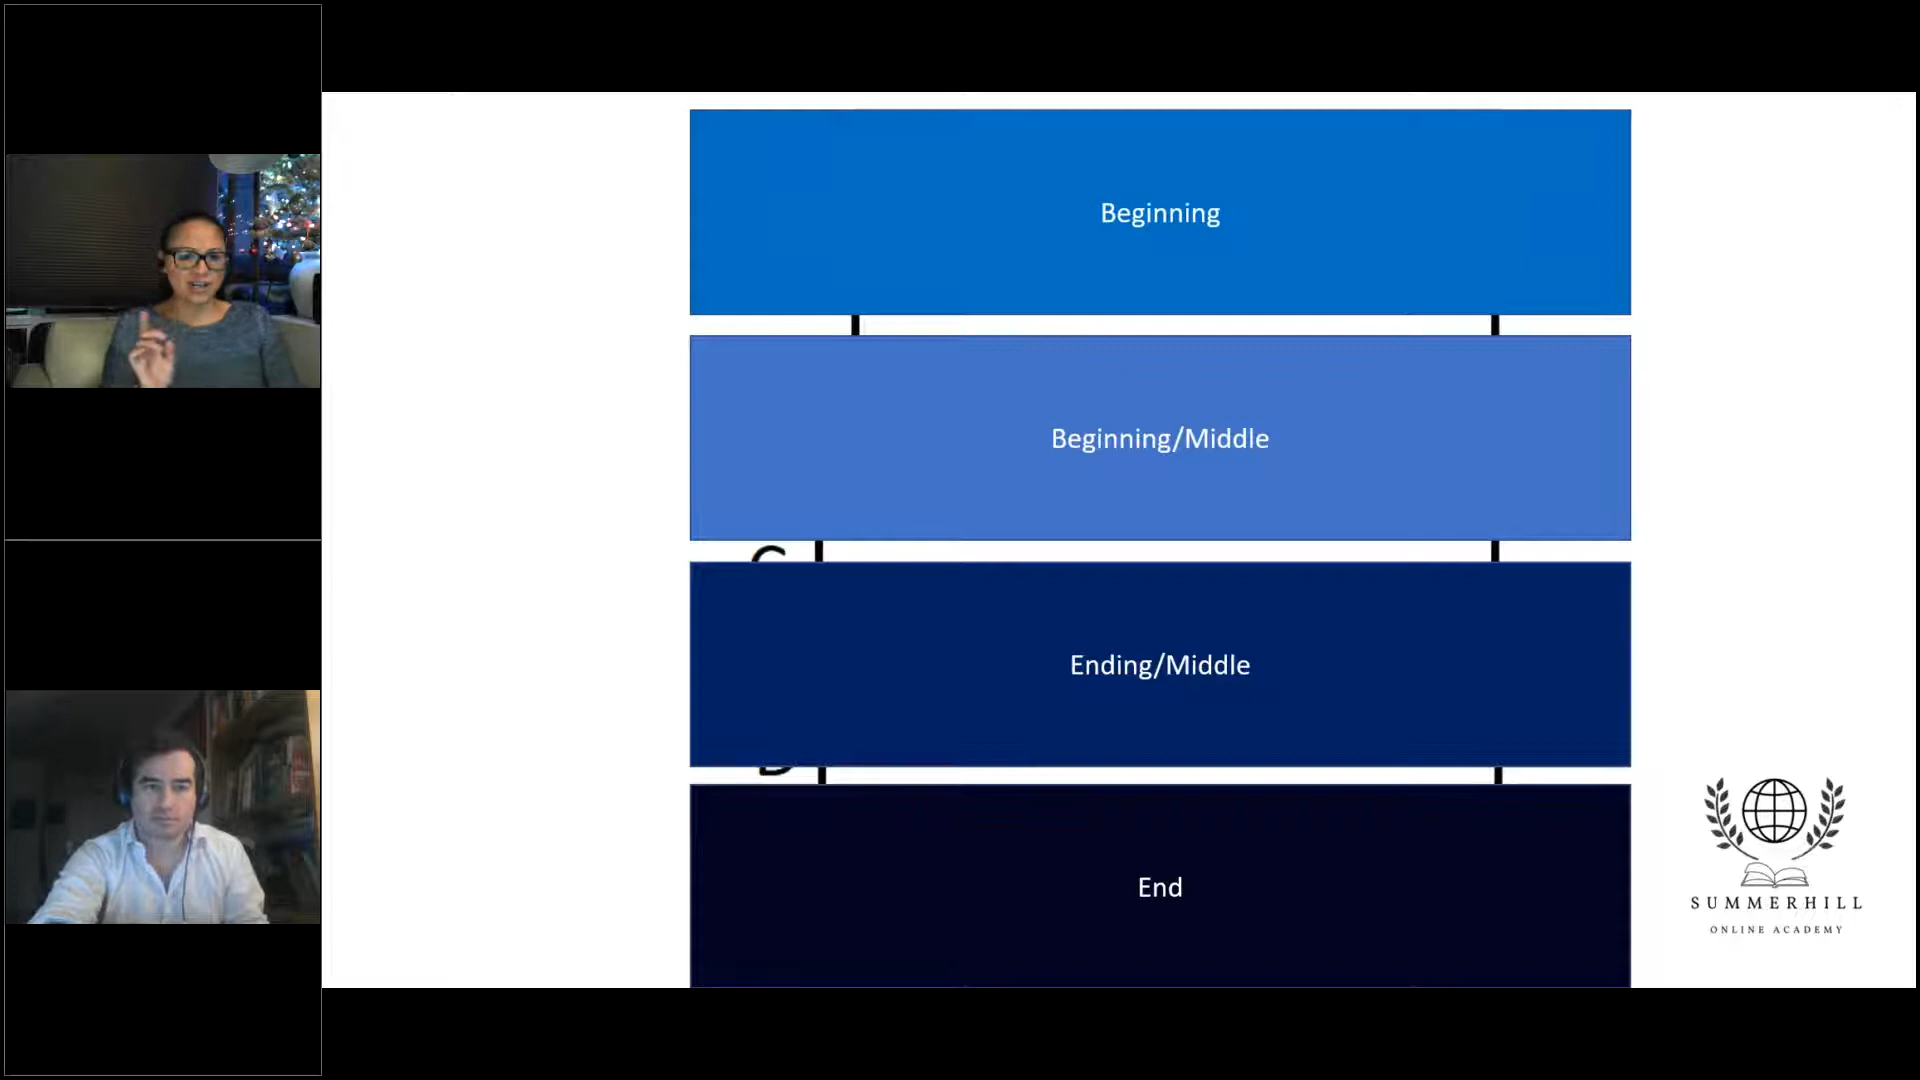 Beginning
Beginning/Middle
Ending/Middle
End
SUMMERHILL
ONLINE ACADEMY